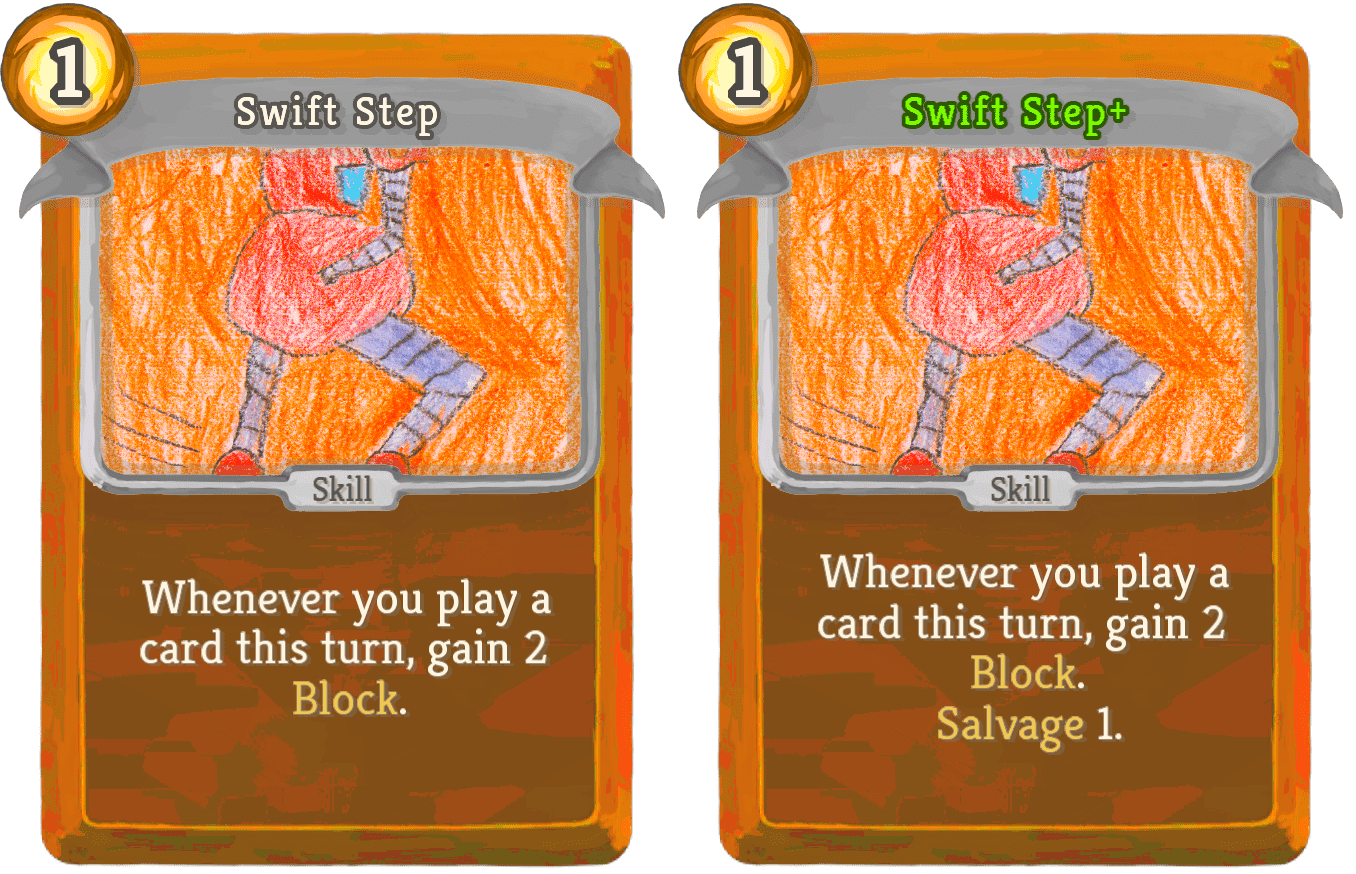 1
Swift Step
Skill
Whenever you play a
card this turn, gain 2
Block.
1
Swift Step+
Skill
Whenever you play a
card this turn, gain 2
Block.
Salvage 1.